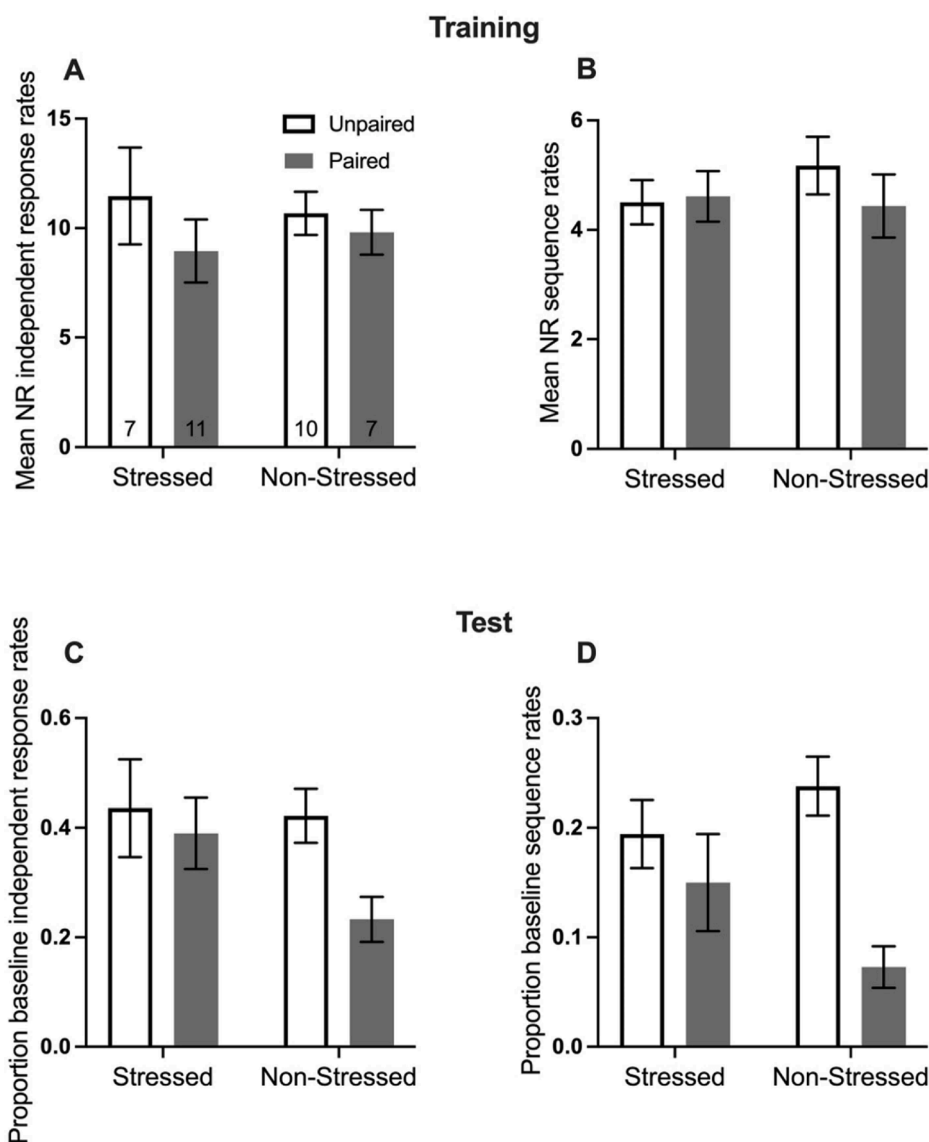 Training
A
Mean NR independent response rates
15
10
5
0
Unpaired
Paired
7
11
10
7
Stressed
Non-Stressed
B
Mean NR sequence rates
6
4
2
0
Stressed
Non-Stressed
Test
C
Proportion baseline independent response rates
0.6
0.4
0.2
0.0
Stressed
Non-Stressed
D
Proportion baseline sequence rates
0.3
0.2
0.1
0.0
Stressed
Non-Stressed